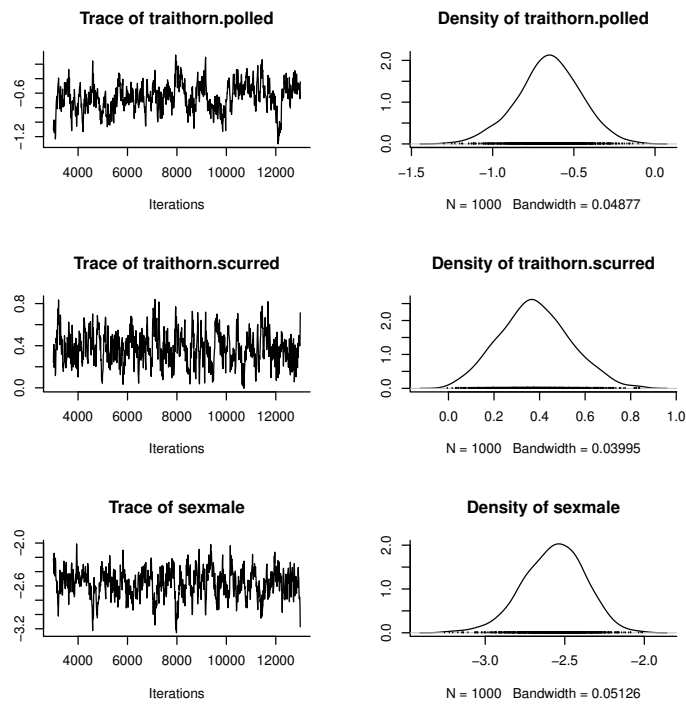 Trace of traithorn.polled
−1.2 −0.6
4000 6000 8000 10000 12000
Iterations
Density of traithorn.polled
0.0 1.0 2.0
−1.5 −1.0 −0.5 0.0
N = 1000 Bandwidth = 0.04877
Trace of traithorn.scurred
0.0 0.4 0.8
4000 6000 8000 10000 12000
Iterations
Density of traithorn.scurred
0.0 1.0 2.0
0.0 0.2 0.4 0.6 0.8 1.0
N = 1000 Bandwidth = 0.03995
Trace of sexmale
−3.2 −2.6 −2.0
4000 6000 8000 10000 12000
Iterations
Density of sexmale
0.0 1.0 2.0
−3.0 −2.5 −2.0
N = 1000 Bandwidth = 0.05126